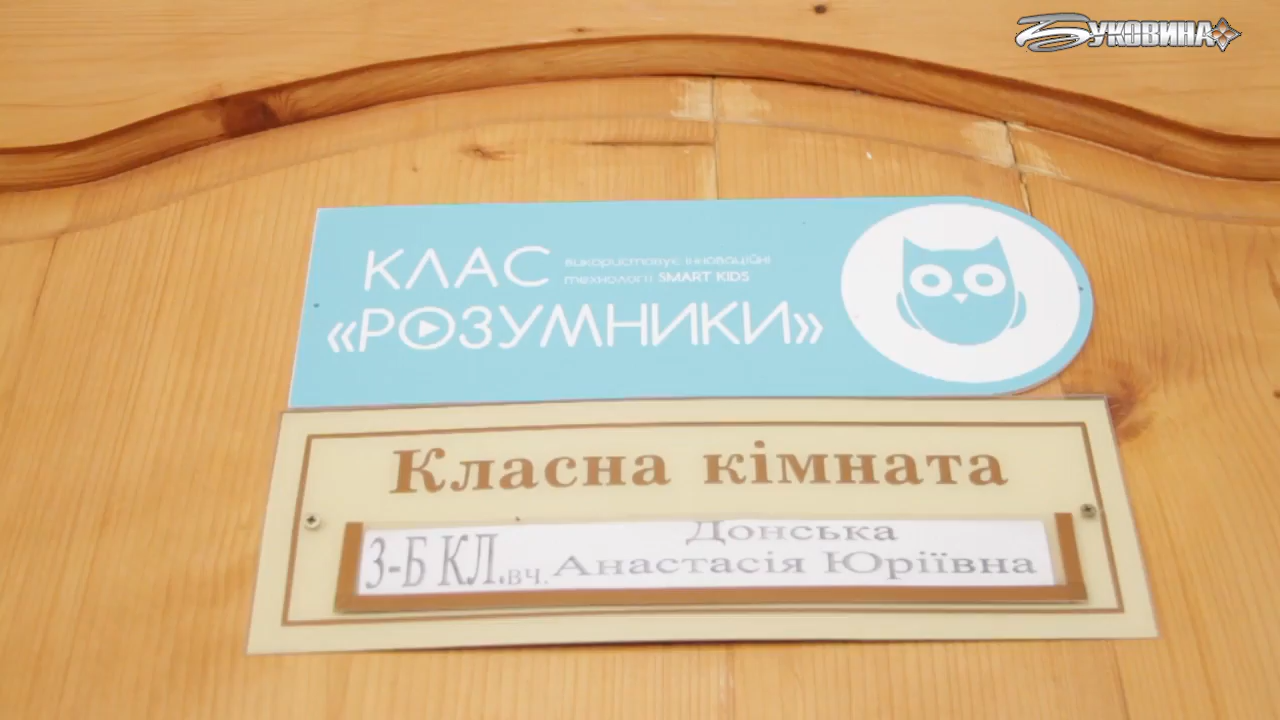 БУКОВИНА
КЛАС
використовує інноваційні
технології SMART KIDS
«РОЗУМНИКИ»
Класна кімната
3-Б КЛ.
вч.
Донська
Анастасія Юріївна